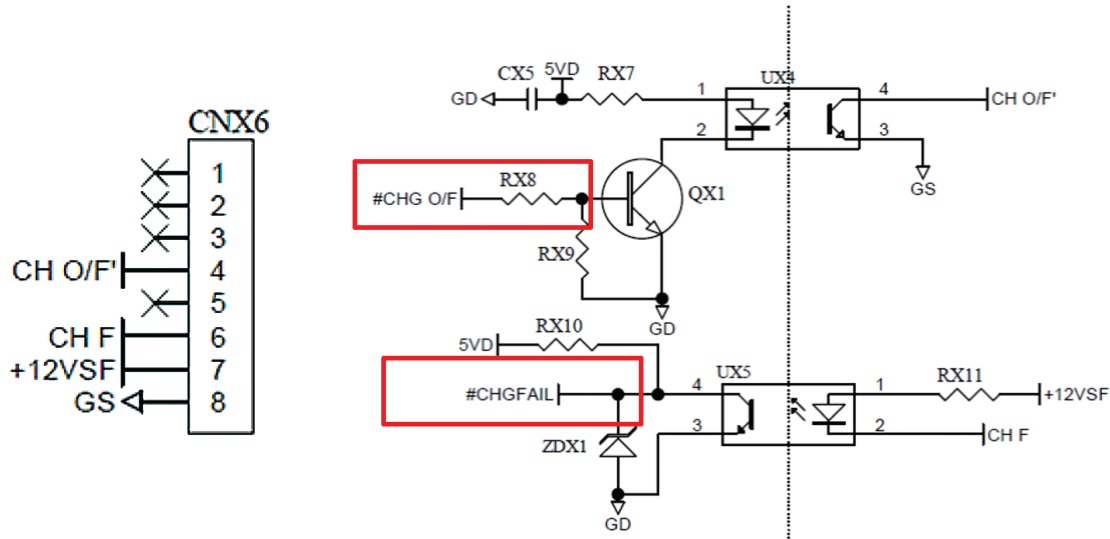 CNX6
1
2
3
CH O/F' 4
5
CH F 6
+12VSF 7
GS 8
CX5 5VD RX7 1 UX4 4 CH O/F'
GD
2 3
GS
#CHG O/F RX8 QX1
RX9
GD
RX10
5VD
#CHGFAIL 4 UX5 1 RX11 +12VSF
3 2 CH F
ZDX1
GD